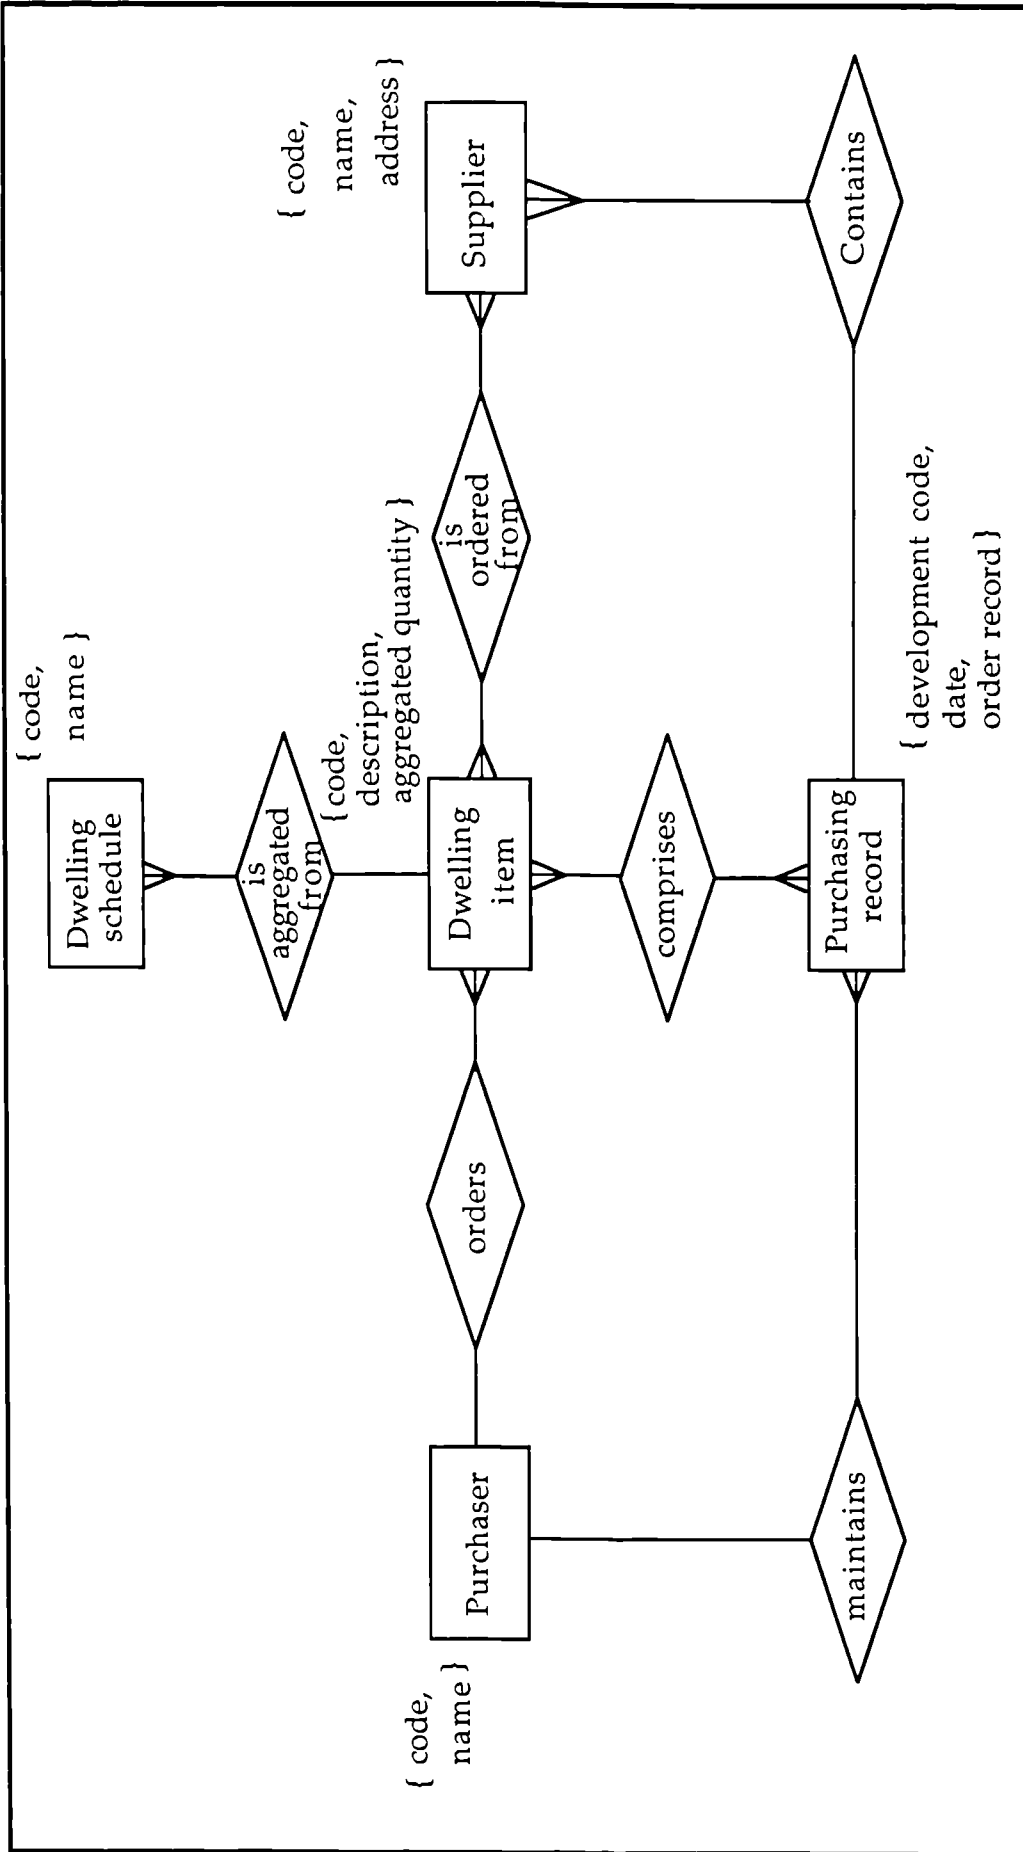 { code,
name }
Dwelling
schedule
is
aggregated
from
{code,
description,
aggregated quantity }
{ code,
name }
Purchaser
orders
Dwelling
item
is
ordered
from
Supplier
{ code,
name,
address }
comprises
maintains
Purchasing
record
Contains
{ development code,
date,
order record }